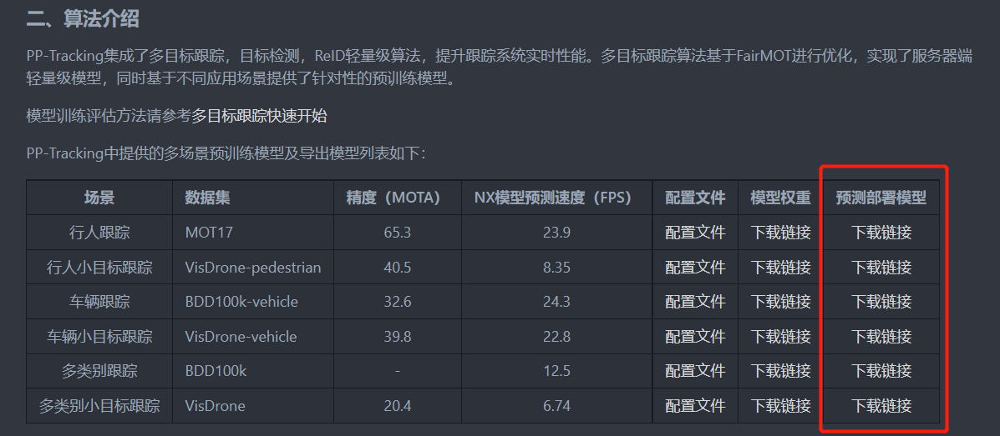 二、算法介绍
PP-Tracking集成了多目标跟踪，目标检测，ReID轻量级算法，提升跟踪系统实时性能。多目标跟踪算法基于FairMOT进行优化，实现了服务器端
轻量级模型，同时基于不同应用场景提供了针对性的预训练模型。
模型训练评估方法请参考多目标跟踪快速开始
PP-Tracking中提供的多场景预训练模型及导出模型列表如下：
场景 数据集 精度（MOTA） NX模型预测速度（FPS） 配置文件 模型权重 预测部署模型
行人跟踪 MOT17 65.3 23.9 配置文件 下载链接 下载链接
行人小目标跟踪 VisDrone-pedestrian 40.5 8.35 配置文件 下载链接 下载链接
车辆跟踪 BDD100k-vehicle 32.6 24.3 配置文件 下载链接 下载链接
车辆小目标跟踪 VisDrone-vehicle 39.8 22.8 配置文件 下载链接 下载链接
多类别跟踪 BDD100k - 12.5 配置文件 下载链接 下载链接
多类别小目标跟踪 VisDrone 20.4 6.74 配置文件 下载链接 下载链接